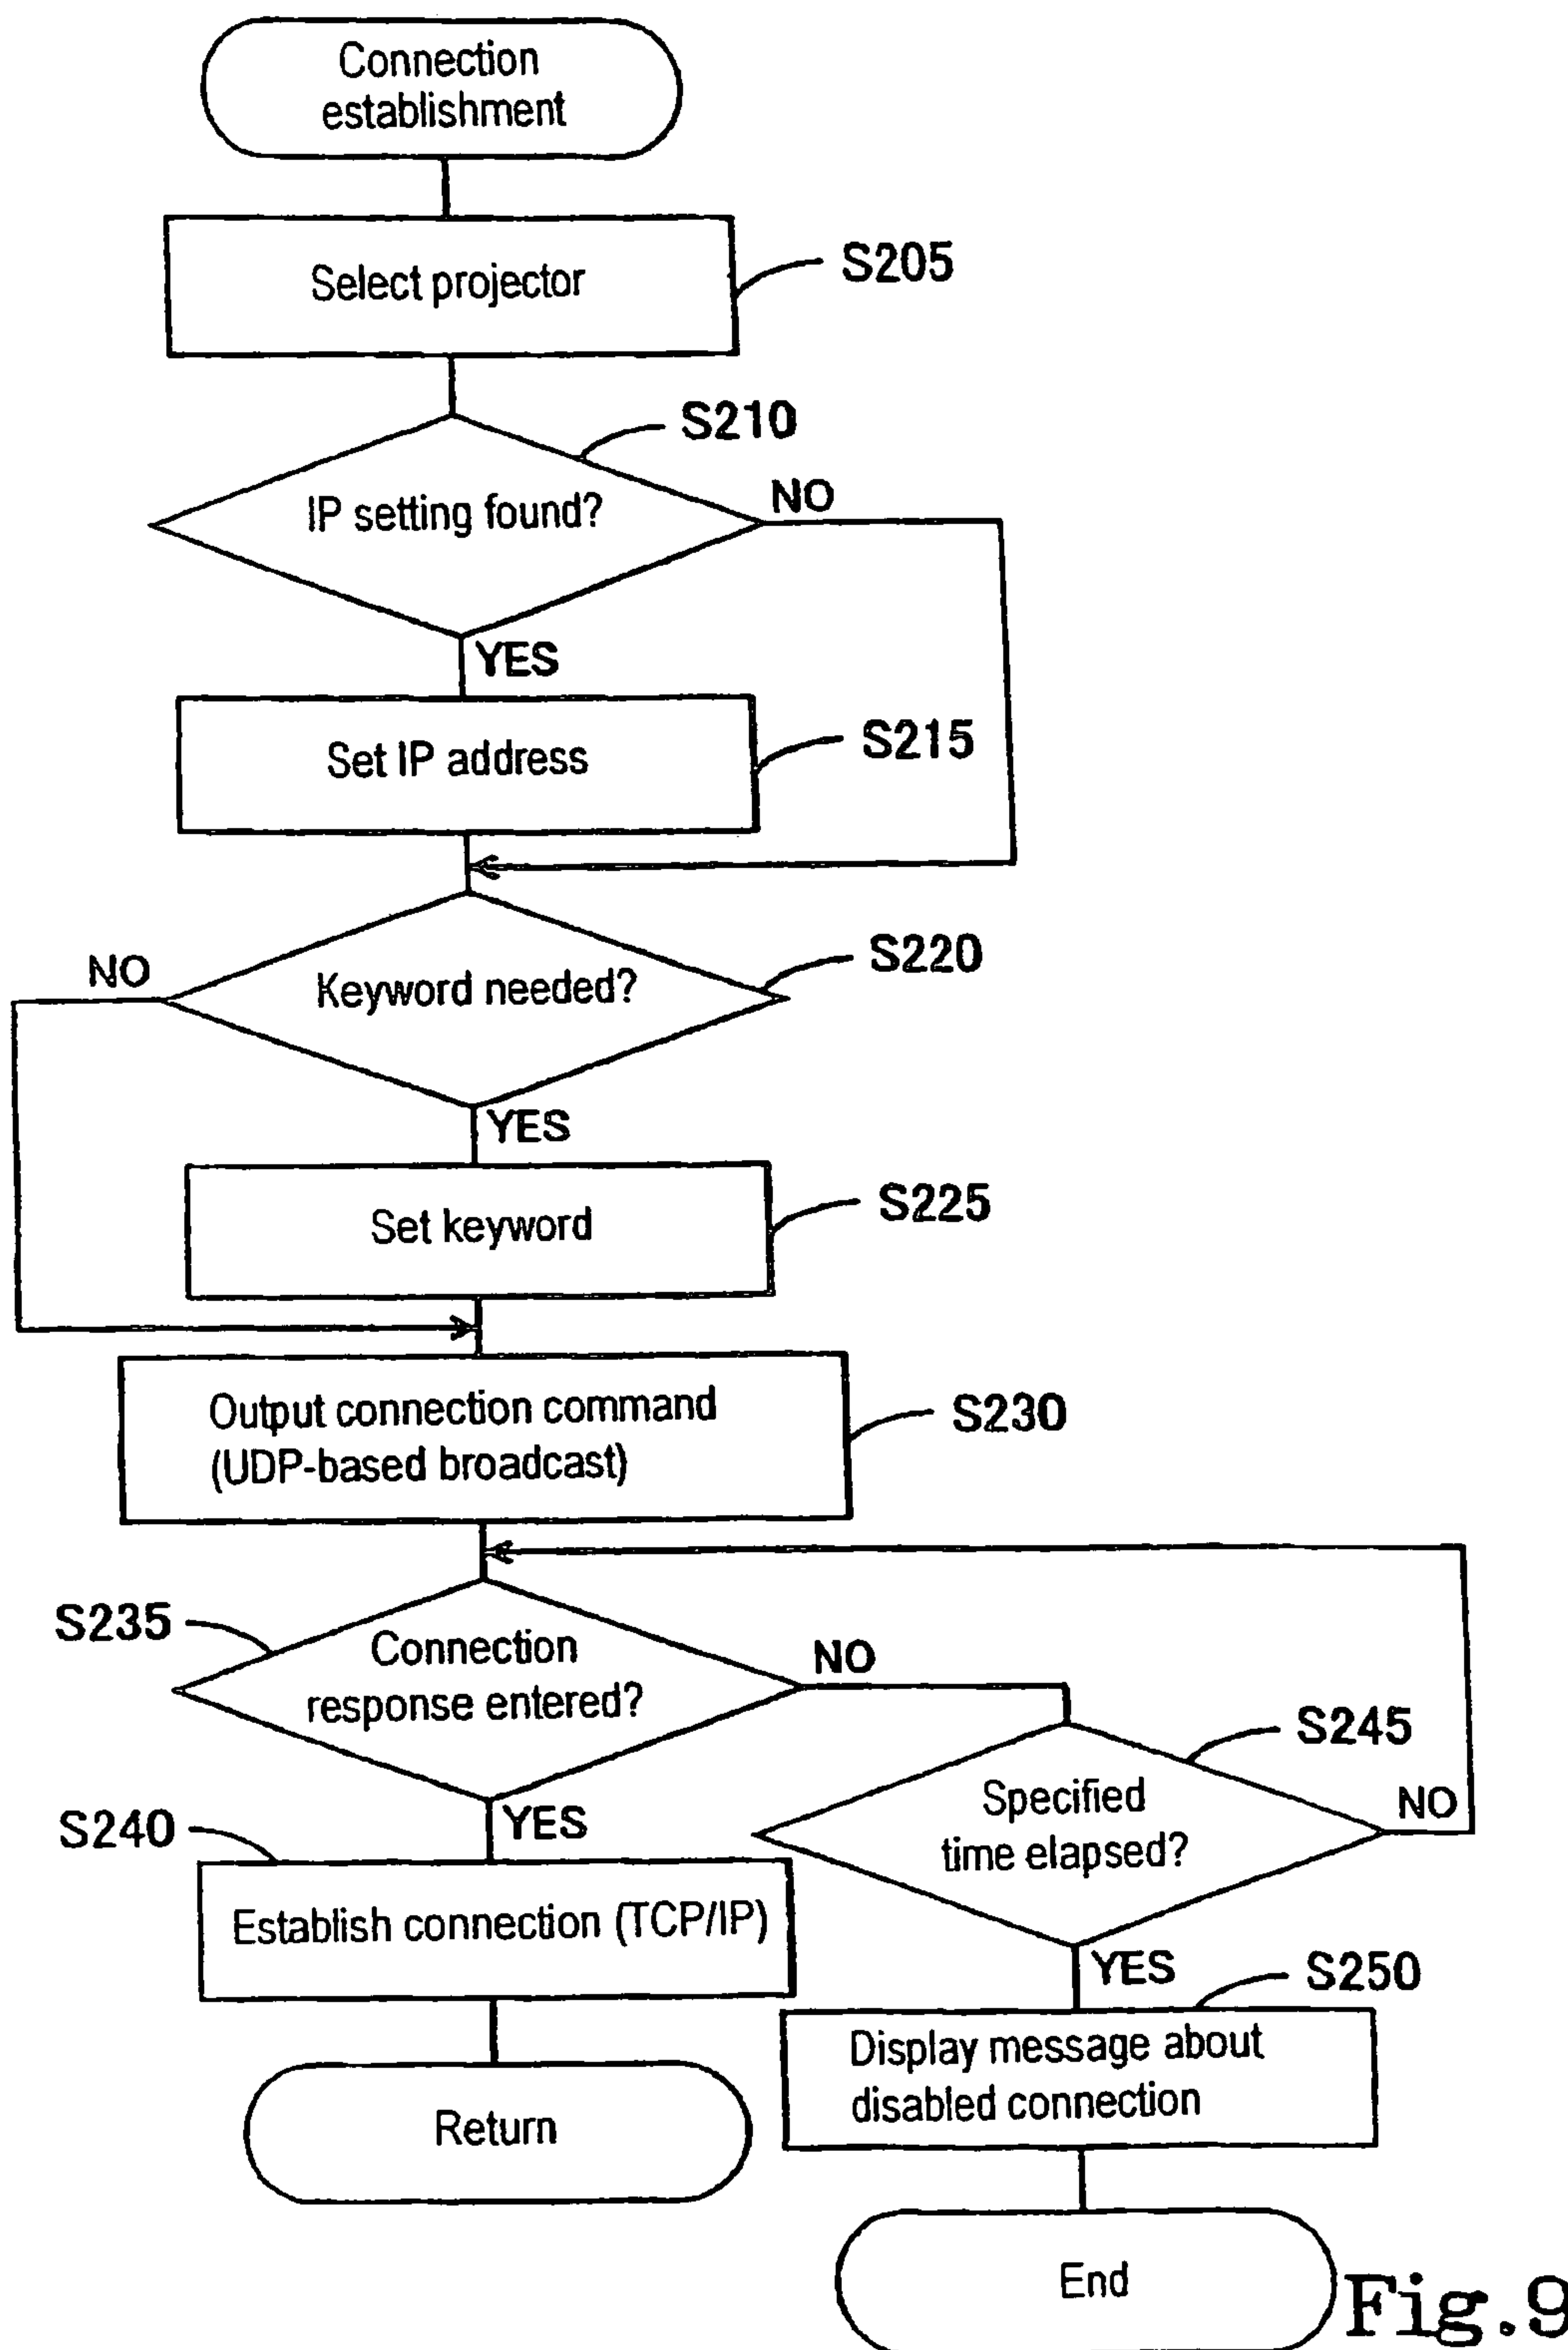 Connection
establishment
Select projector
S205
S210
IP setting found?
NO
YES
Set IP address
S215
NO
Keyword needed?
S220
YES
Set keyword
S225
Output connection command
(UDP-based broadcast)
S230
S235
Connection
response entered?
NO
S245
Specified
time elapsed?
NO
YES
S240
Establish connection (TCP/IP)
YES
S250
Display message about
disabled connection
Return
End
Fig.9